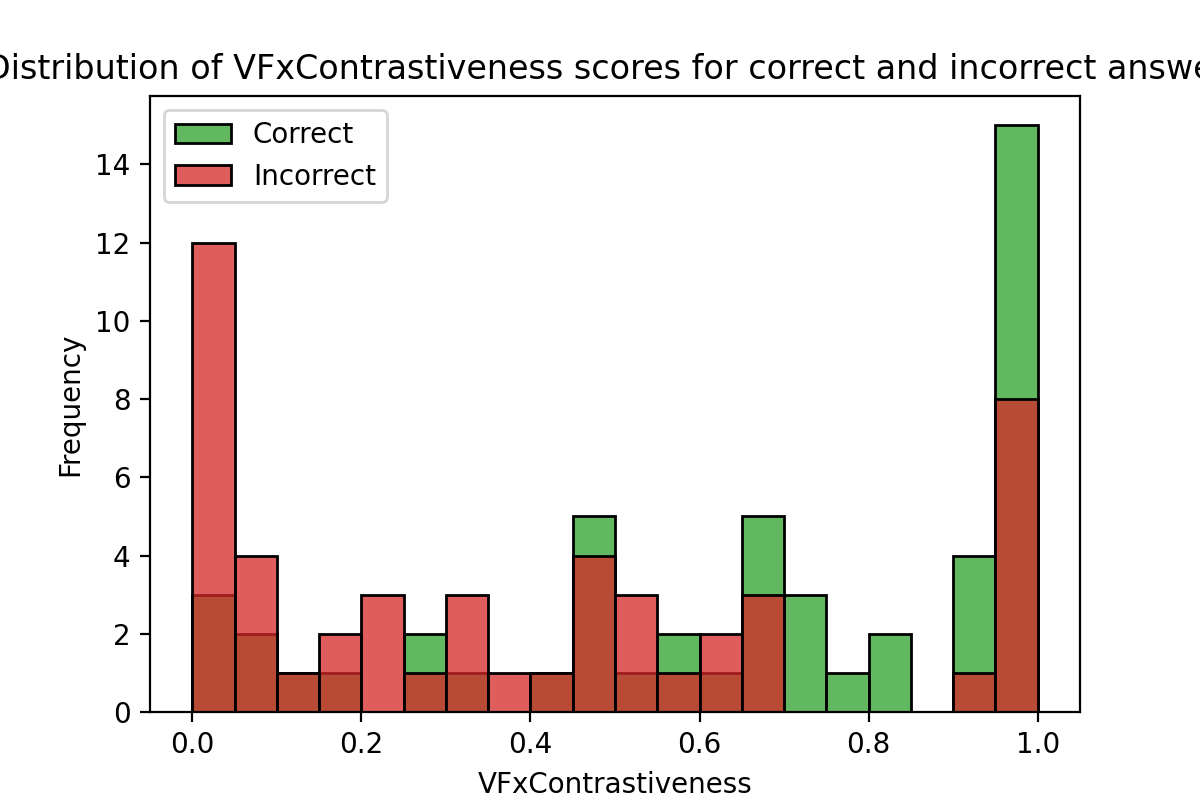 Distribution of VFxContrastiveness scores for correct and incorrect answe
Correct
Incorrect
14
12
10
8
6
4
2
0
Frequency
0.0 0.2 0.4 0.6 0.8 1.0
VFxContrastiveness